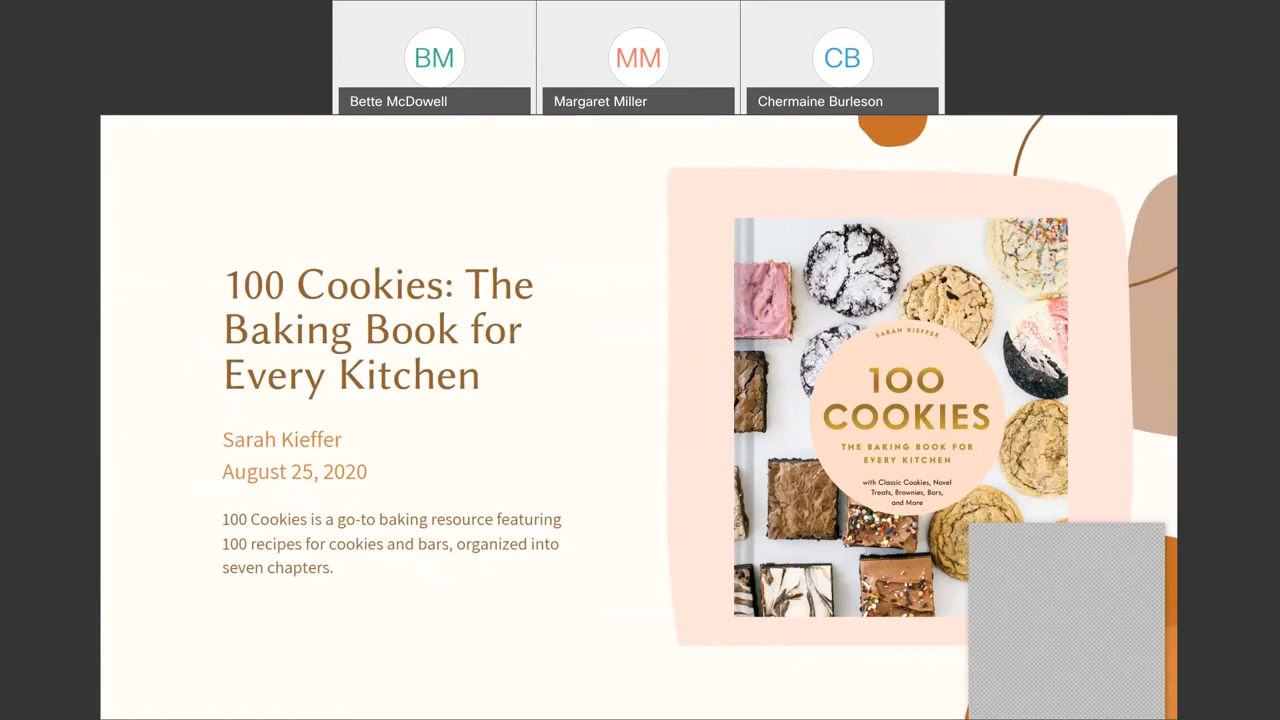 BM
MM
CB
Bette McDowell
Margaret Miller
Chermaine Burleson
100 Cookies: The
Baking Book for
Every Kitchen
Sarah Kieffer
August 25, 2020
100 Cookies is a go-to baking resource featuring
100 recipes for cookies and bars, organized into
seven chapters.
SARAH KIEFFER
100
COOKIES
THE BAKING BOOK FOR
EVERY KITCHEN
with Classic Cookies, Novel
Treats, Brownies, Bars,
and More